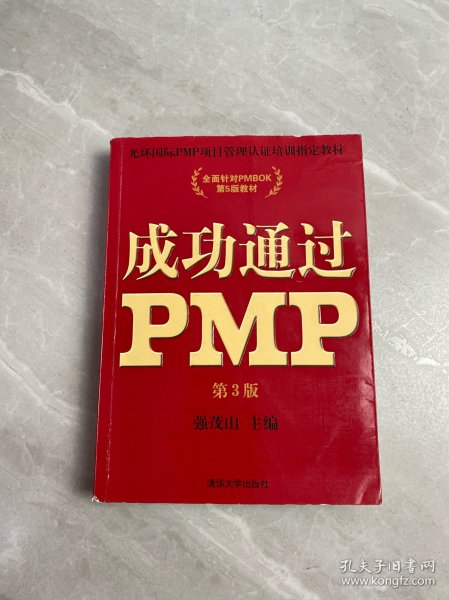 光环国际PMP项目管理认证培训指定教材
全面针对PMBOK
第5版教材
成功通过
PMP
第3版
强茂山 主编
清华大学出版社
孔夫子旧书网
www.kongfz.com